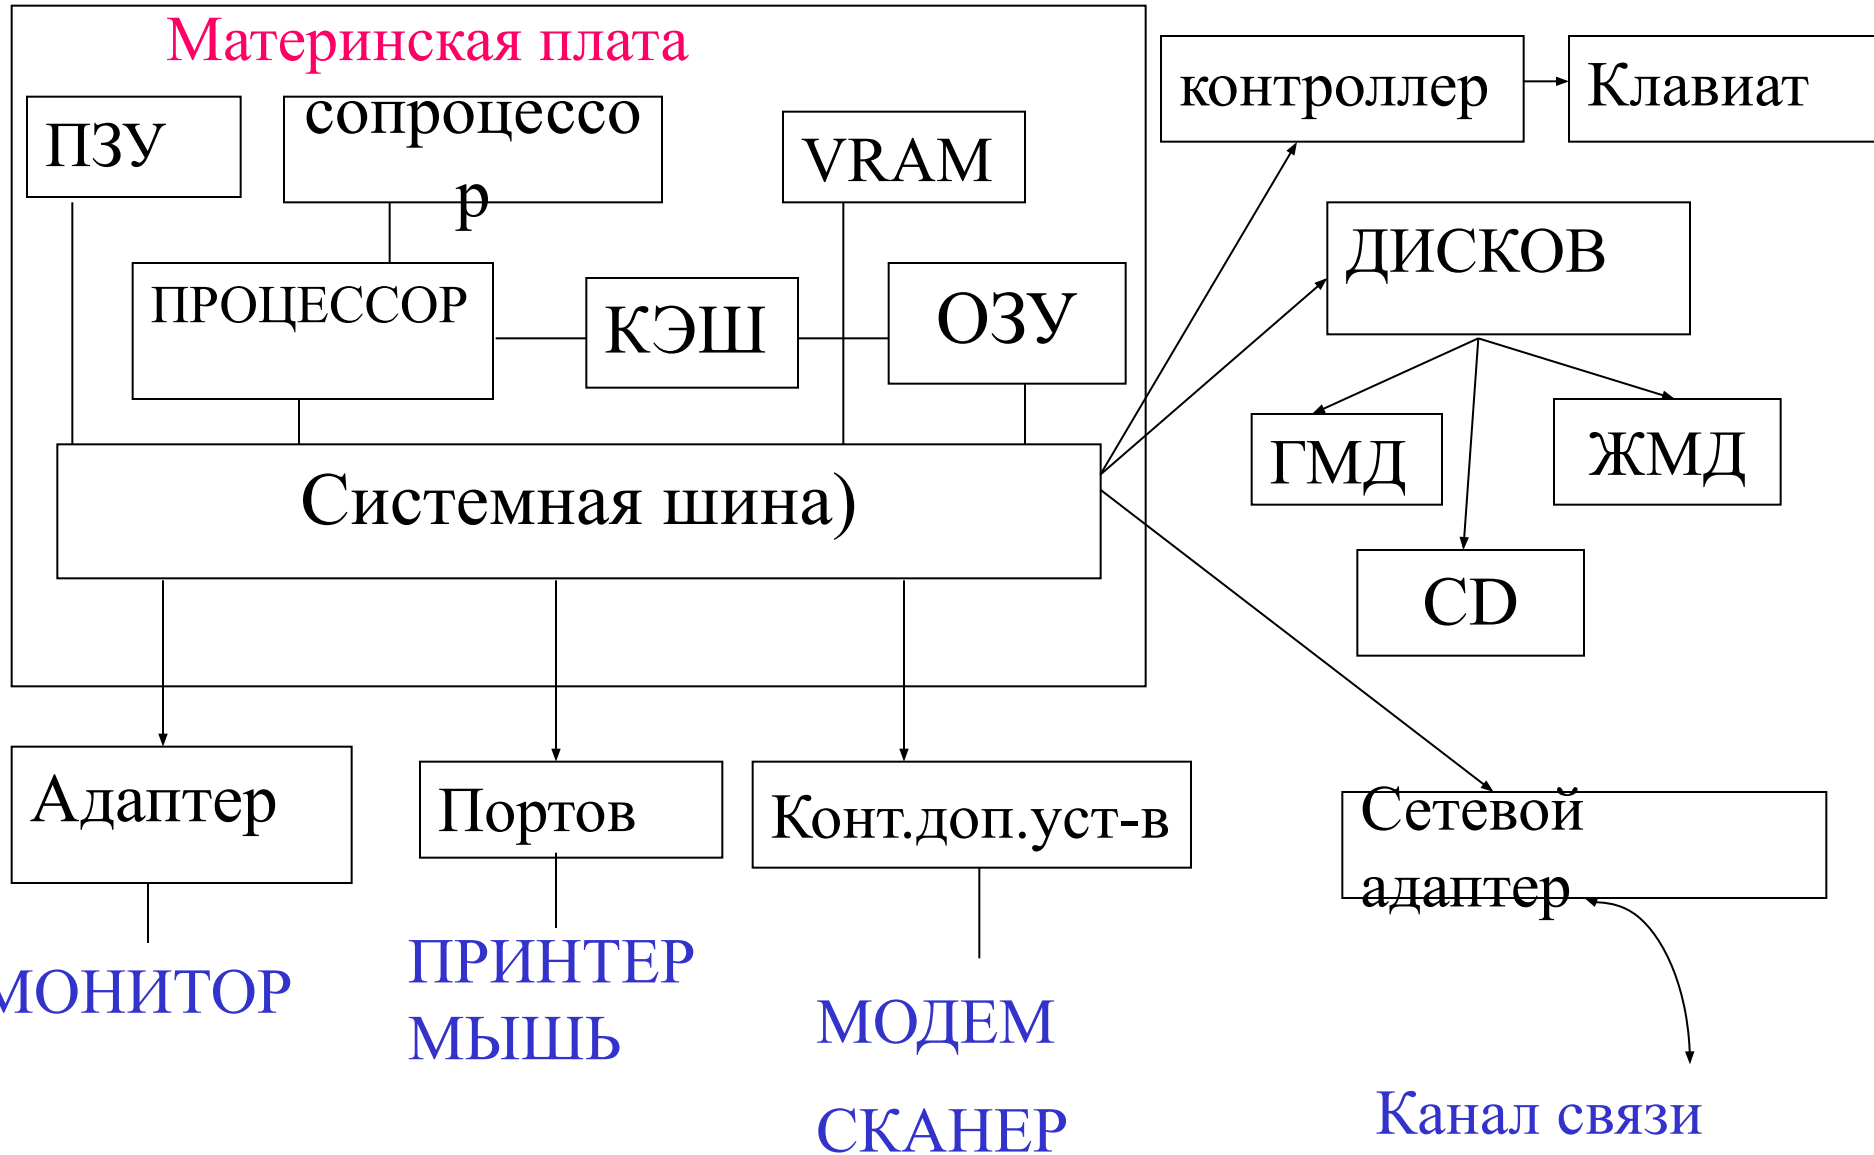 Материнская плата
контроллер
Клавиат
ПЗУ
сопроцессо
р
VRAM
ДИСКОВ
ПРОЦЕССОР
КЭШ
ОЗУ
ГМД
ЖМД
Системная шина)
CD
Адаптер
Портов
Конт.доп.уст-в
Сетевой
адаптер
МОНИТОР
ПРИНТЕР
МЫШЬ
МОДЕМ
СКАНЕР
Канал связи